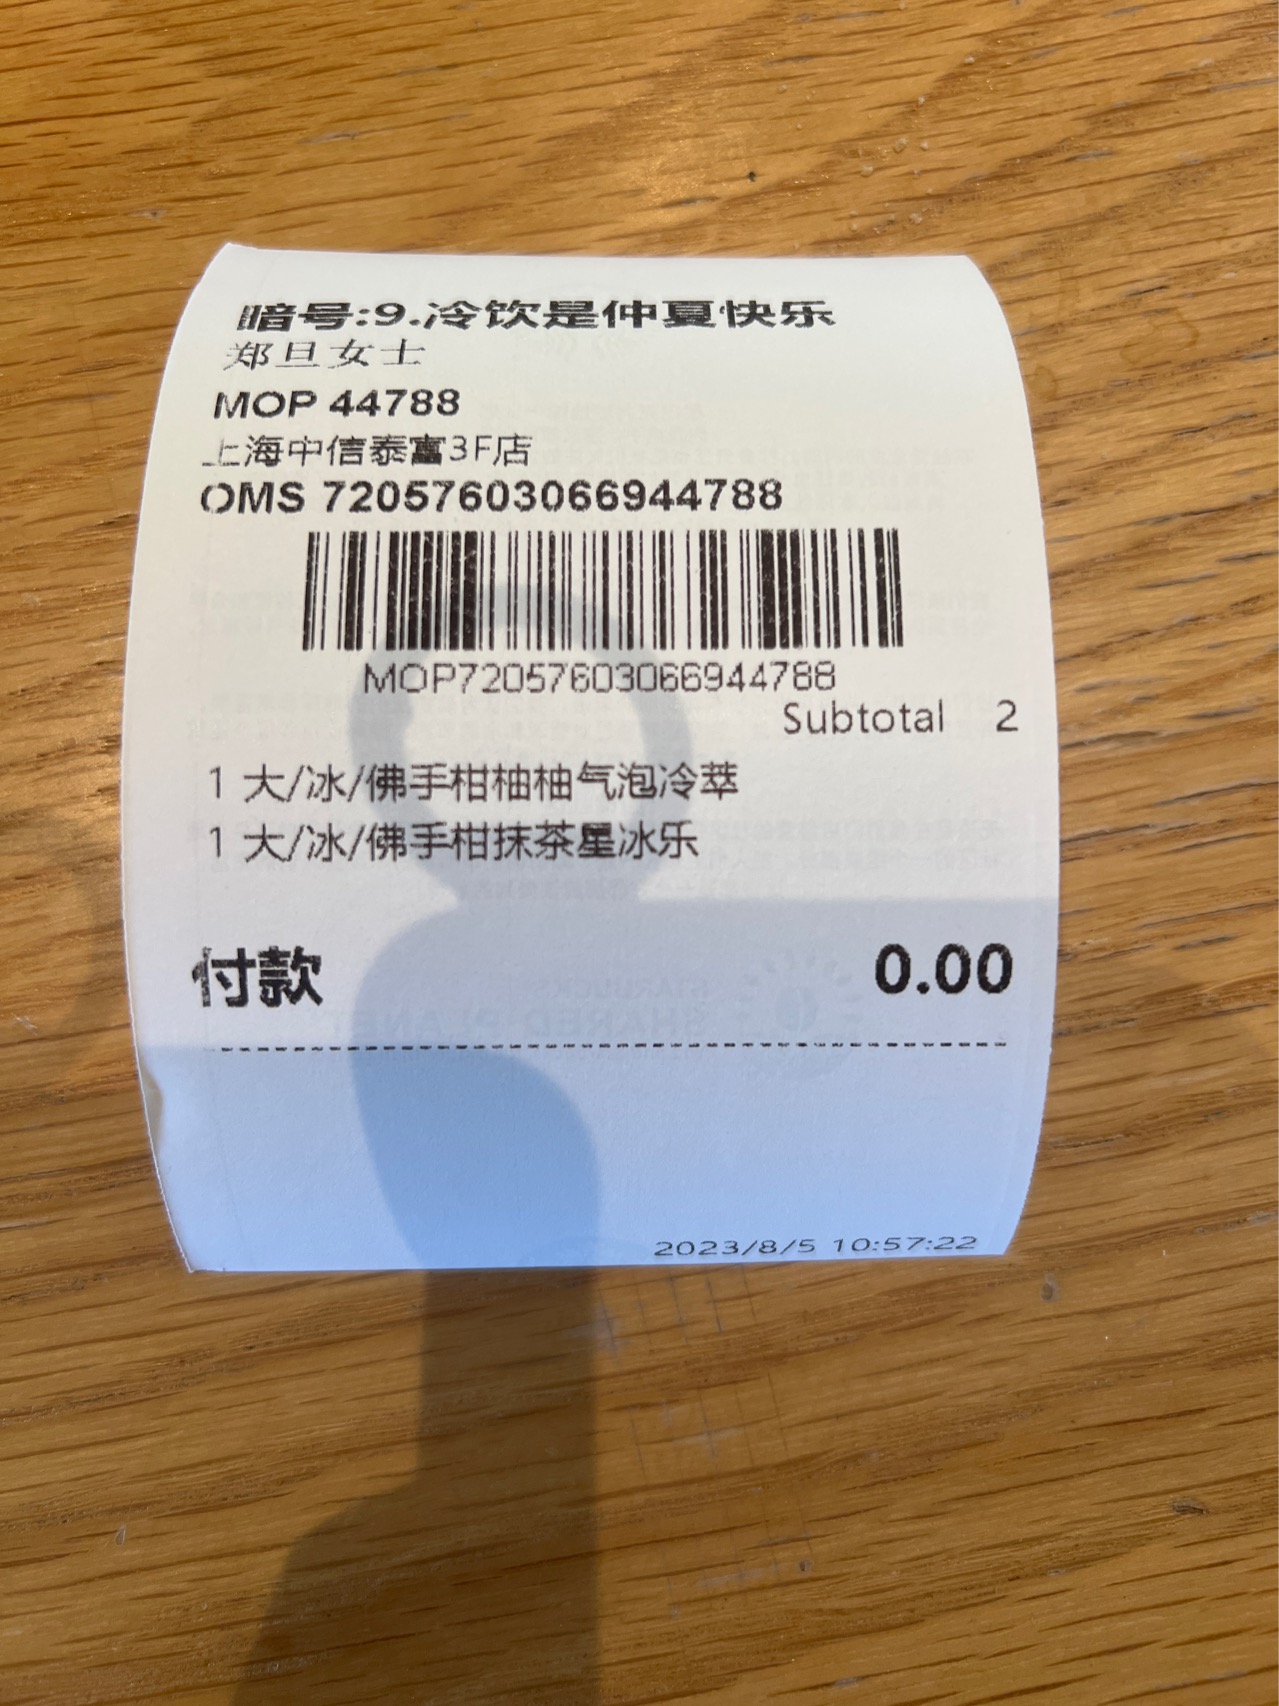 暗号:9.冷饮是仲夏快乐
郑旦女士
MOP 44788
上海中信泰富3F店
OMS 72057603066944788
MOP72057603066944788
Subtotal 2
1 大/冰/佛手柑柚柚气泡冷萃
1 大/冰/佛手柑抹茶星冰乐
付款 0.00
2023/8/5 10:57:22